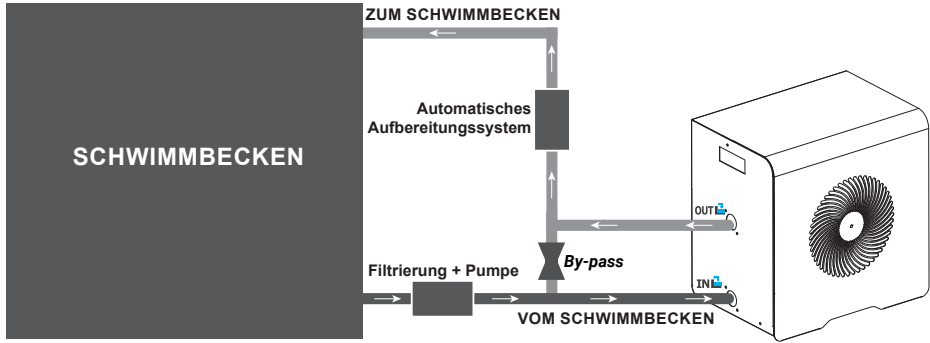 ZUM SCHWIMMBECKEN
Automatisches
Aufbereitungssystem
SCHWIMMBECKEN
OUT
By-pass
Filtrierung + Pumpe
IN
VOM SCHWIMMBECKEN